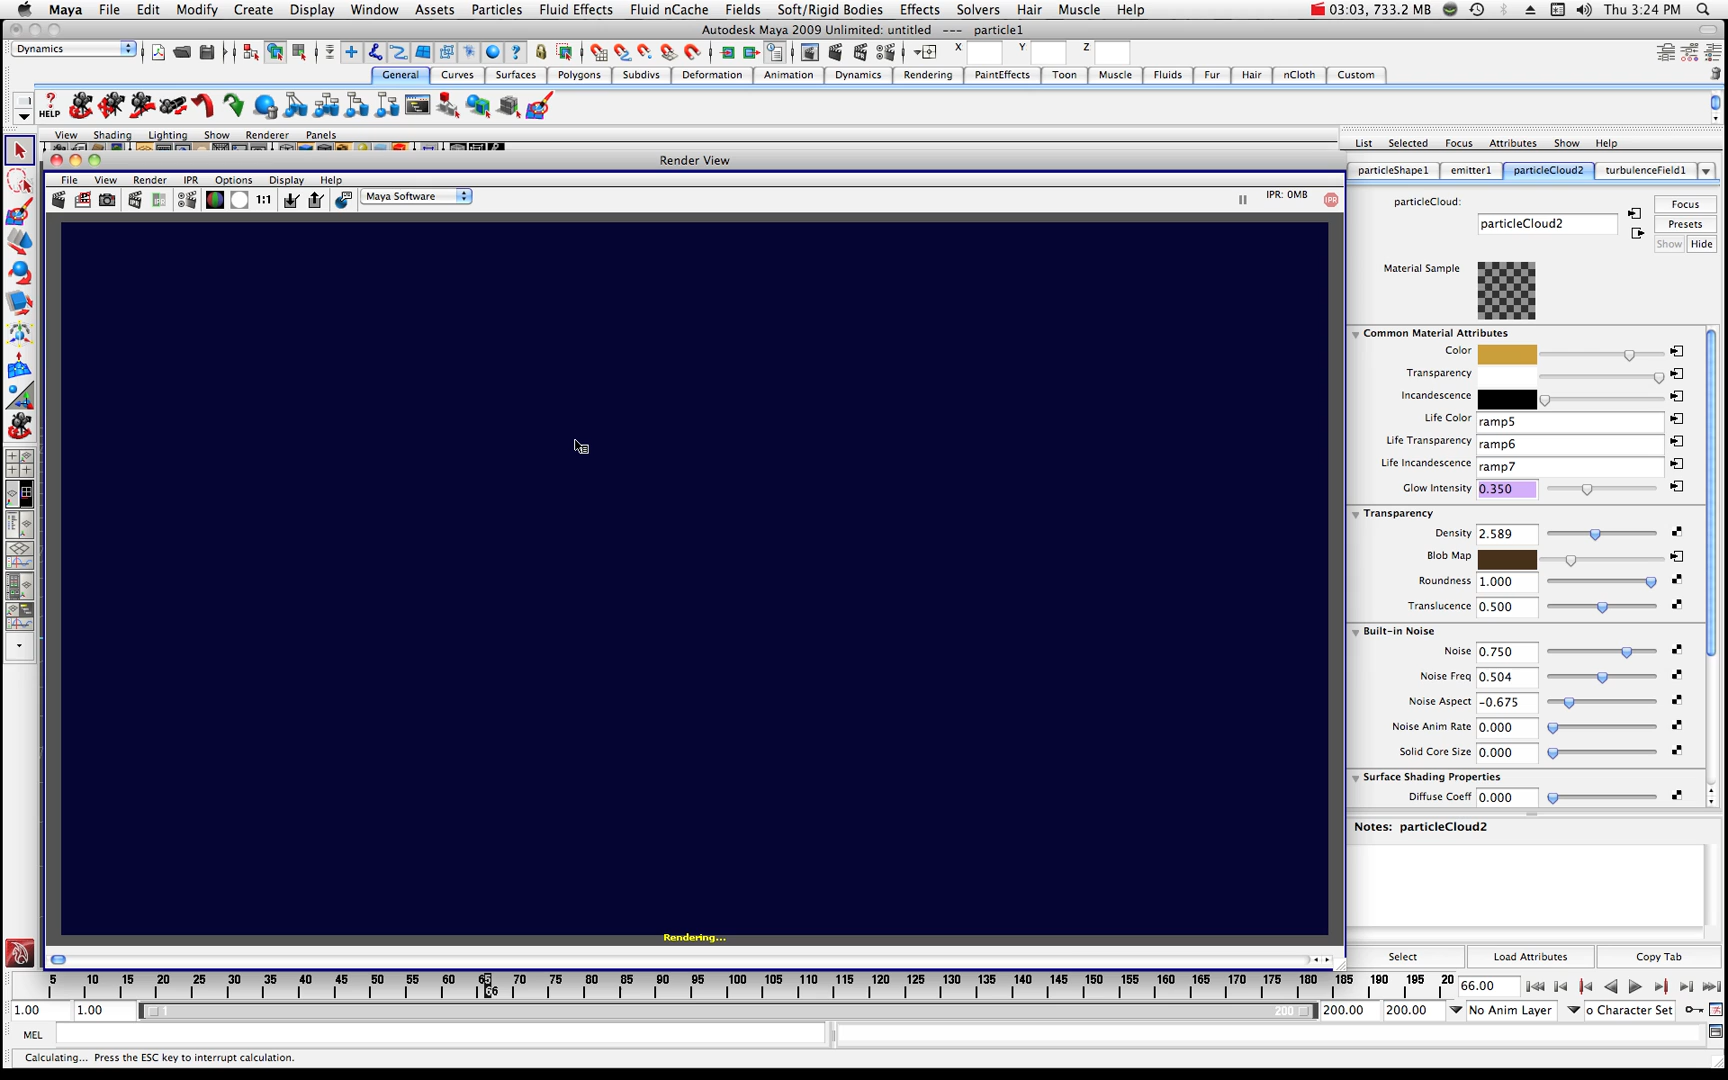 Maya File Edit Modify Create Display Window Assets Particles Fluid Effects Fluid nCache Fields Soft/Rigid Bodies Effects Solvers Hair Muscle Help 03:03, 733.2 MB Thu 3:24 PM
Autodesk Maya 2009 Unlimited: untitled --- particle1
Dynamics X Y Z
General Curves Surfaces Polygons Subdivs Deformation Animation Dynamics Rendering PaintEffects Toon Muscle Fluids Fur Hair nCloth Custom
HELP
View Shading Lighting Show Renderer Panels
List Selected Focus Attributes Show Help
Render View
particleShape1 emitter1 particleCloud2 turbulenceField1
File View Render IPR Options Display Help
1:1 Maya Software IPR: 0MB IPR
particleCloud: particleCloud2
Focus
Presets
Show Hide
Material Sample
Common Material Attributes
Color
Transparency
Incandescence
Life Color ramp5
Life Transparency ramp6
Life Incandescence ramp7
Glow Intensity 0.350
Transparency
Density 2.589
Blob Map
Roundness 1.000
Translucence 0.500
Built-in Noise
Noise 0.750
Noise Freq 0.504
Noise Aspect -0.675
Noise Anim Rate 0.000
Solid Core Size 0.000
Surface Shading Properties
Diffuse Coeff 0.000
Notes: particleCloud2
Rendering...
Select Load Attributes Copy Tab
5 10 15 20 25 30 35 40 45 50 55 60 65 70 75 80 85 90 95 100 105 110 115 120 125 130 135 140 145 150 155 160 165 170 175 180 185 190 195 20 66.00
66
1.00 1.00 1 200 200.00 200.00 No Anim Layer o Character Set
MEL
Calculating... Press the ESC key to interrupt calculation.